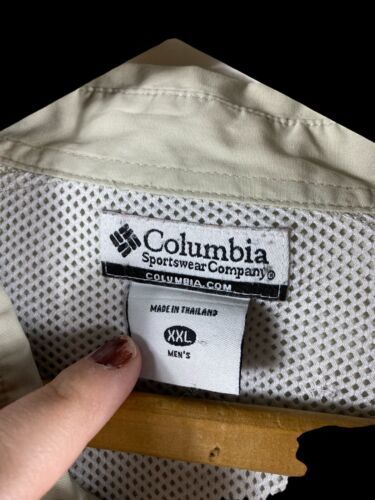 Columbia
Sportswear Company®
COLUMBIA.COM
MADE IN THAILAND
XXL
MEN'S